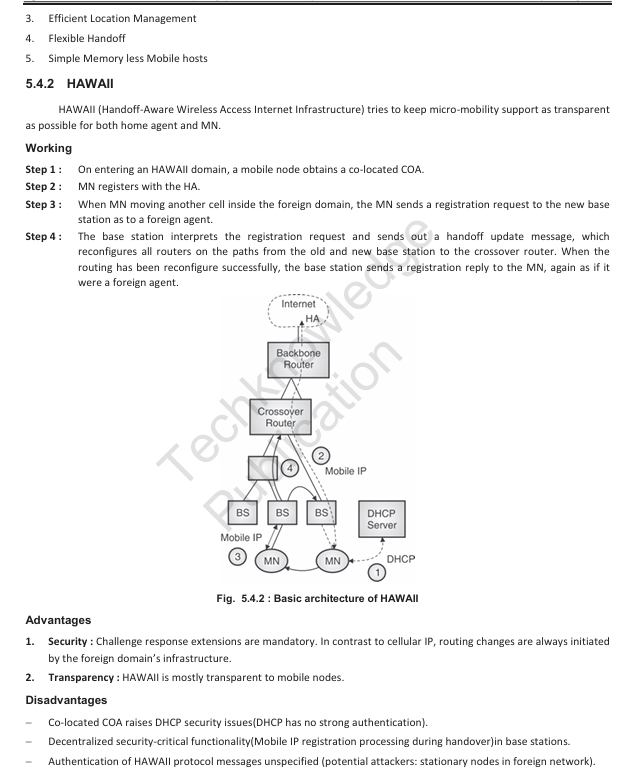 3. Efficient Location Management
4. Flexible Handoff
5. Simple Memory less Mobile hosts
5.4.2 HAWAII
HAWAII (Handoff-Aware Wireless Access Internet Infrastructure) tries to keep micro-mobility support as transparent
as possible for both home agent and MN.
Working
Step 1 : On entering an HAWAII domain, a mobile node obtains a co-located COA.
Step 2 : MN registers with the HA.
Step 3 : When MN moving another cell inside the foreign domain, the MN sends a registration request to the new base
station as to a foreign agent.
Step 4 : The base station interprets the registration request and sends out a handoff update message, which
reconfigures all routers on the paths from the old and new base station to the crossover router. When the
routing has been reconfigure successfully, the base station sends a registration reply to the MN, again as if it
were a foreign agent.
Internet
HA
Backbone
Router
Crossover
Router
2
4
Mobile IP
BS BS BS DHCP
Server
Mobile IP
3 MN MN DHCP
1
Fig. 5.4.2 : Basic architecture of HAWAII
Techknowledge
Publication
Advantages
1. Security : Challenge response extensions are mandatory. In contrast to cellular IP, routing changes are always initiated
by the foreign domain's infrastructure.
2. Transparency : HAWAII is mostly transparent to mobile nodes.
Disadvantages
– Co-located COA raises DHCP security issues(DHCP has no strong authentication).
– Decentralized security-critical functionality(Mobile IP registration processing during handover)in base stations.
– Authentication of HAWAII protocol messages unspecified (potential attackers: stationary nodes in foreign network).